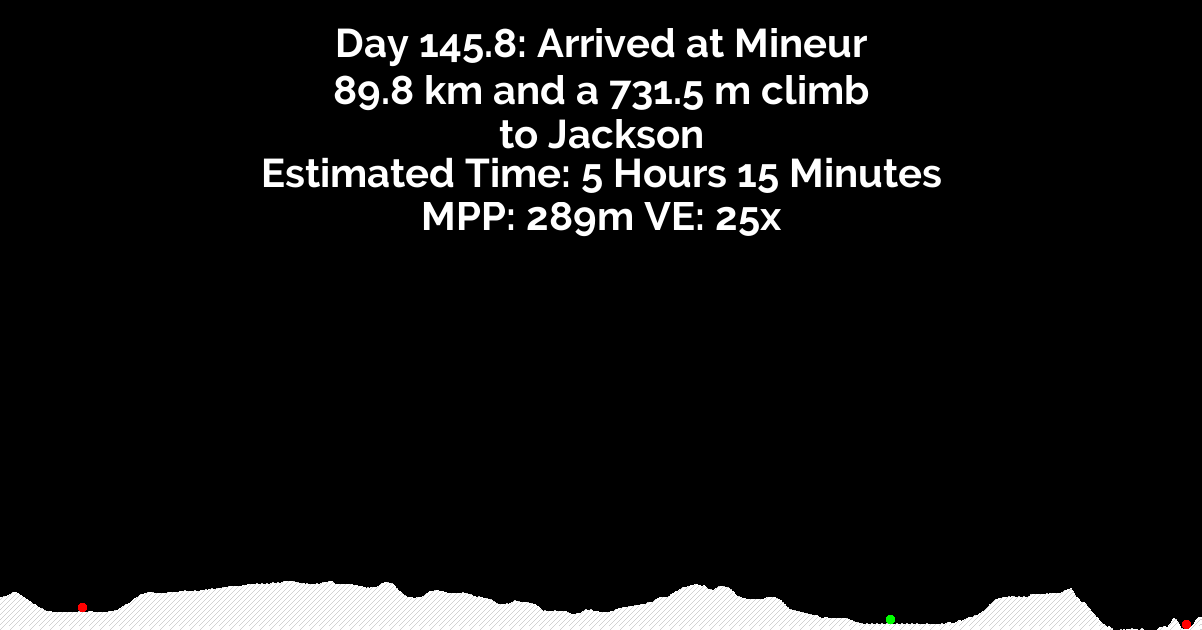 Day 145.8: Arrived at Mineur
89.8 km and a 731.5 m climb
to Jackson
Estimated Time: 5 Hours 15 Minutes
MPP: 289m VE: 25x